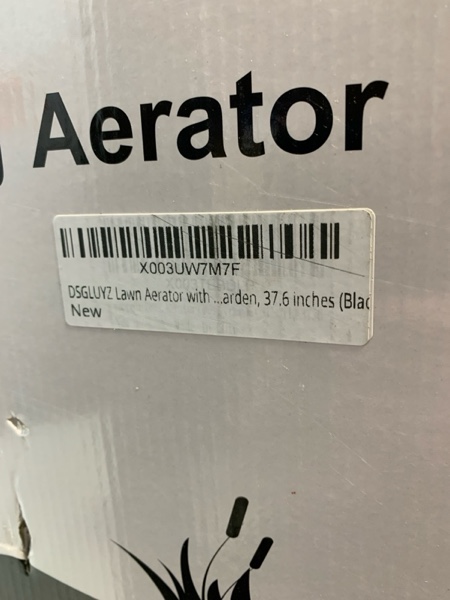 Aerator
X003UW7M7F
DSGLUYZ Lawn Aerator with ...arden, 37.6 inches (Blac
New